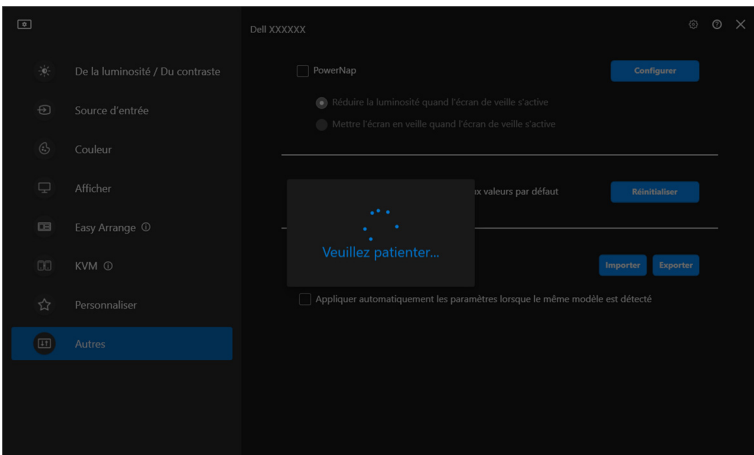 Dell XXXXXX
De la luminosité / Du contraste
Source d'entrée
Couleur
Afficher
Easy Arrange
KVM
Personnaliser
Autres
PowerNap
Configurer
Réduire la luminosité quand l'écran de veille s'active
Mettre l'écran en veille quand l'écran de veille s'active
x valeurs par défaut
Réinitialiser
Veuillez patienter...
Importer
Exporter
Appliquer automatiquement les paramètres lorsque le même modèle est détecté